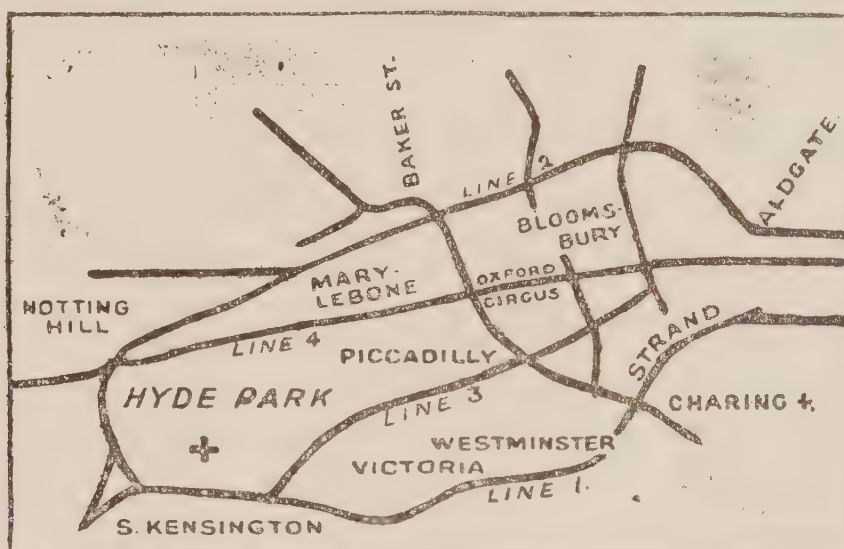 BAKER ST.
LINE 2
ALDGATE
BLOOMS-
BURY
MARY-
LEBONE
OXFORD
CIRCUS
NOTTING
HILL
LINE 4
PICCADILLY
STRAND
HYDE PARK
LINE 3
CHARING +.
WESTMINSTER
VICTORIA
LINE 1.
S. KENSINGTON